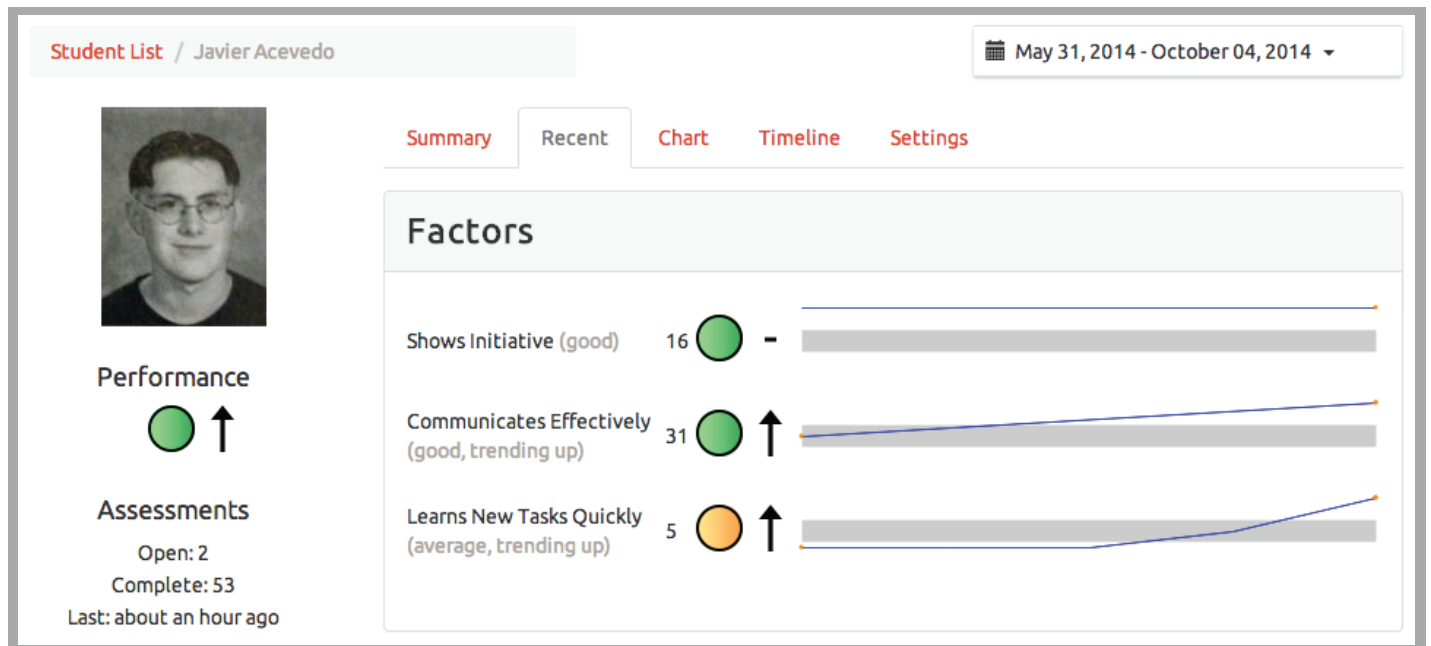 Student List / Javier Acevedo
May 31, 2014 - October 04, 2014
Summary Recent Chart Timeline Settings
Factors
Shows Initiative (good) 16 -
Communicates Effectively
(good, trending up)
31
Learns New Tasks Quickly
(average, trending up)
5
Performance
Assessments
Open: 2
Complete: 53
Last: about an hour ago